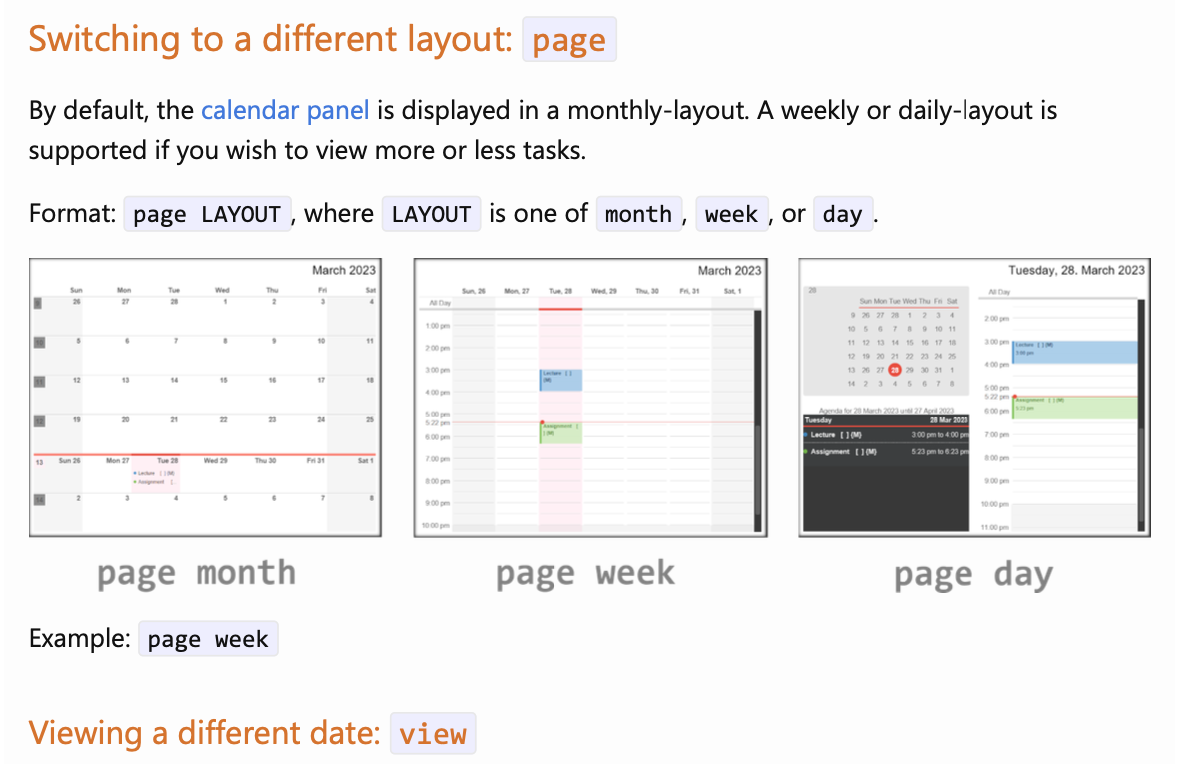 Switching to a different layout: page
By default, the calendar panel is displayed in a monthly-layout. A weekly or daily-layout is
supported if you wish to view more or less tasks.
Format: page LAYOUT, where LAYOUT is one of month, week, or day.
March 2023
Sun Mon Tue Wed Thu Fri Sat
9 26 27 28 1 2 3 4
5 6 7 8 9 10 11
12 13 14 15 16 17 18
19 20 21 22 23 24 25
13 Sun 26 Mon 27 Tue 28 Wed 29 Thu 30 Fri 31 Sat 1
Lecture [ ] (M)
Assignment [
2 3 4 5 6 7 8
page month
March 2023
Sun, 26 Mon, 27 Tue, 28 Wed, 29 Thu, 30 Fri, 31 Sat, 1
All Day
1:00 pm
2:00 pm
3:00 pm
Lecture [ ]
(M)
4:00 pm
5:00 pm
5:22 pm
Assignment [
] (M)
6:00 pm
7:00 pm
8:00 pm
9:00 pm
10:00 pm
page week
Tuesday, 28. March 2023
28
Sun Mon Tue Wed Thu Fri Sat
9 26 27 28 1 2 3 4
10 5 6 7 8 9 10 11
11 12 13 14 15 16 17 18
12 19 20 21 22 23 24 25
13 26 27 28 29 30 31 1
14 2 3 4 5 6 7 8
Agenda for 28 March 2023 until 27 April 2023
Tuesday 28 Mar 2023
Lecture [ ] (M) 3:00 pm to 4:00 pm
Assignment [ ] (M) 5:23 pm to 6:23 pm
All Day
2:00 pm
3:00 pm
Lecture [ ] (M)
3:00 pm
4:00 pm
5:00 pm
5:22 pm
Assignment [ ] (M)
5:23 pm
6:00 pm
7:00 pm
8:00 pm
9:00 pm
10:00 pm
11:00 pm
page day
Example: page week
Viewing a different date: view